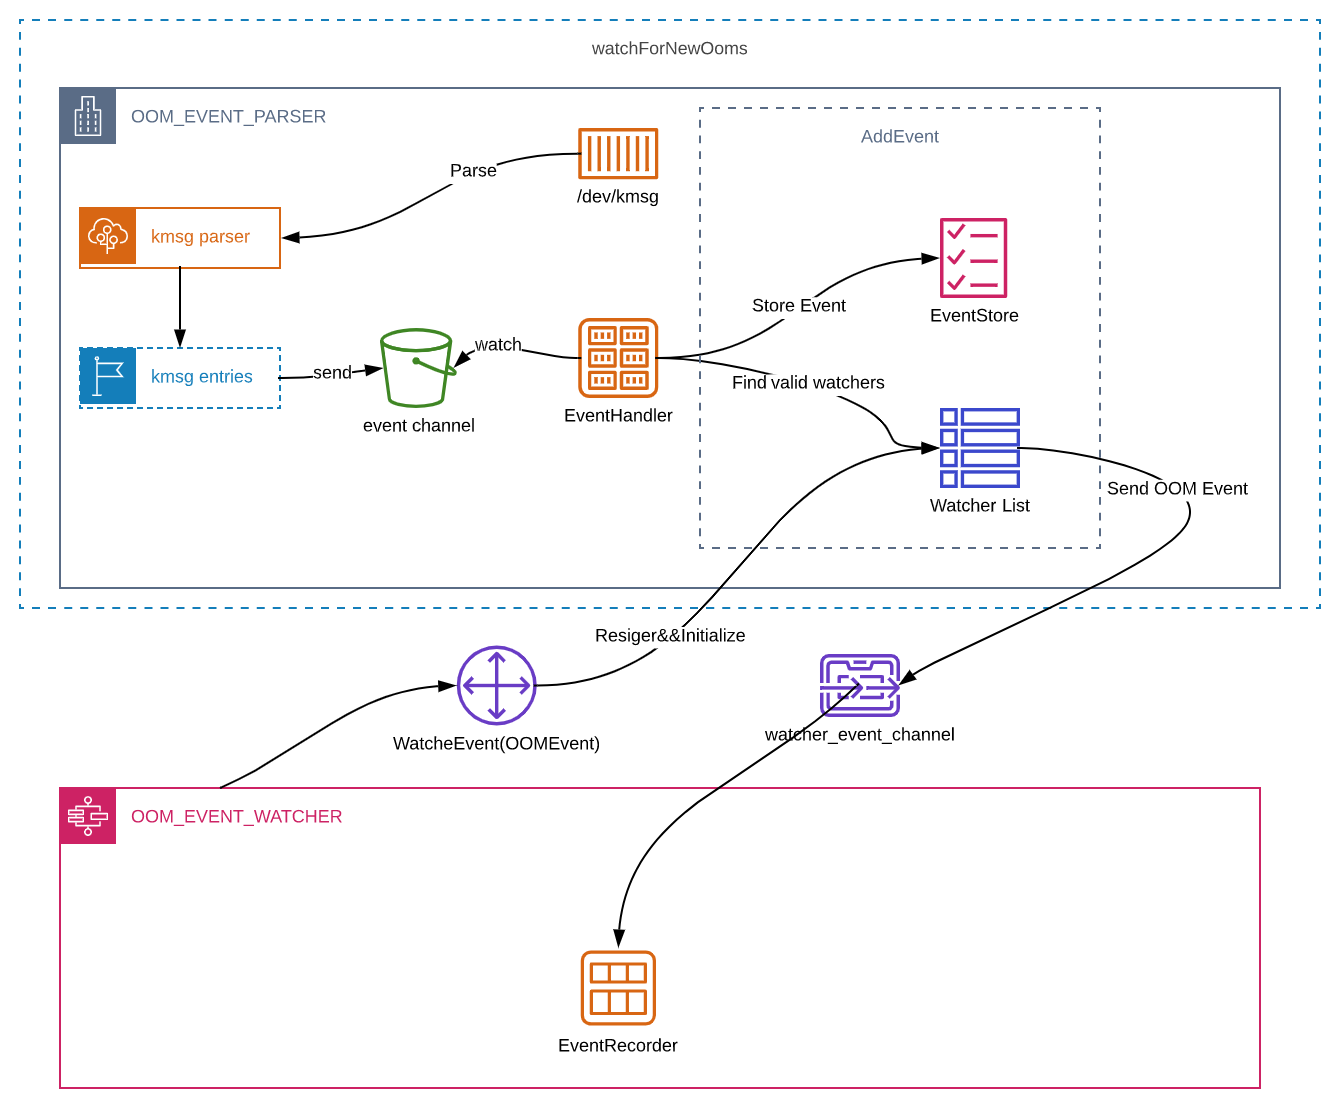 watchForNewOoms
OOM_EVENT_PARSER
AddEvent
Parse
/dev/kmsg
kmsg parser
Store Event
EventStore
watch
send
kmsg entries
Find valid watchers
EventHandler
event channel
Send OOM Event
Watcher List
Resiger&&Initialize
WatcheEvent(OOMEvent)
watcher_event_channel
OOM_EVENT_WATCHER
EventRecorder